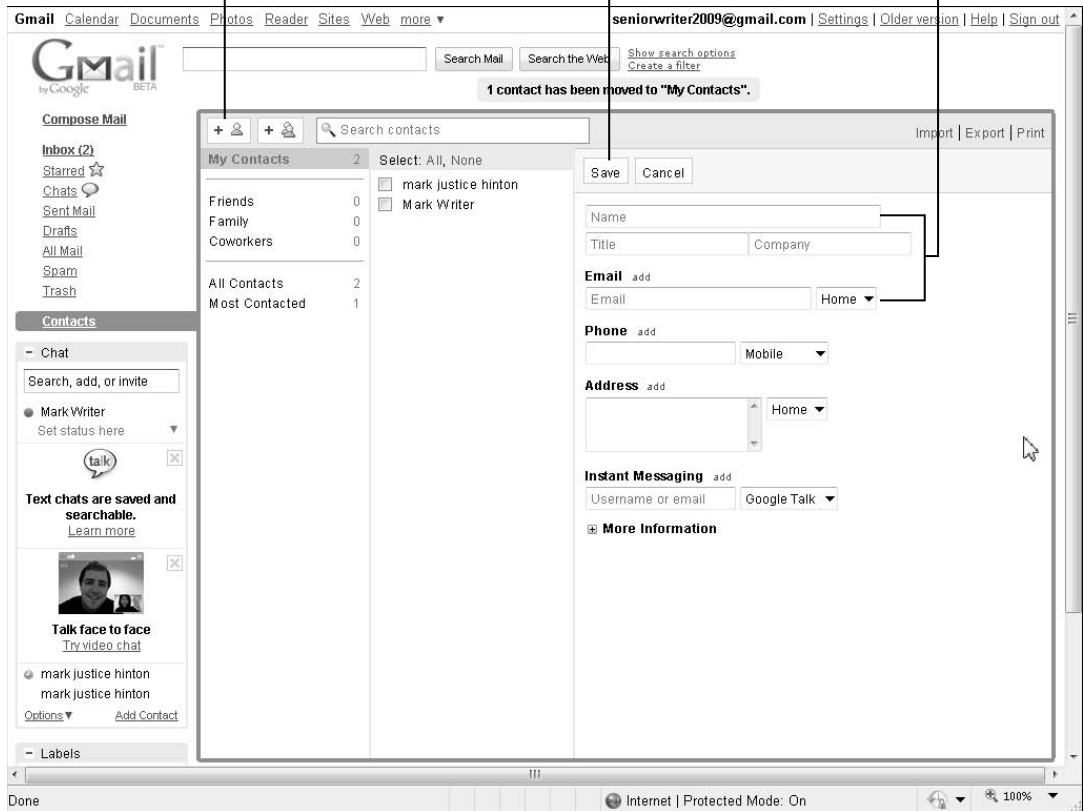 Gmail Calendar Documents Photos Reader Sites Web more ▼
seniorwriter2009@gmail.com | Settings | Older version | Help | Sign out
Gmail
by Google BETA
Search Mail
Search the Web
Show search options
Create a filter
1 contact has been moved to "My Contacts".
Compose Mail
Inbox (2)
Starred
Chats
Sent Mail
Drafts
All Mail
Spam
Trash
Contacts
- Chat
Search, add, or invite
Mark Writer
Set status here ▼
talk
Text chats are saved and
searchable.
Learn more
Talk face to face
Try video chat
mark justice hinton
mark justice hinton
Options ▼ Add Contact
- Labels
+ +
Search contacts
Import | Export | Print
My Contacts 2
Friends 0
Family 0
Coworkers 0
All Contacts 2
Most Contacted 1
Select: All, None
mark justice hinton
Mark Writer
Save Cancel
Name
Title Company
Email add
Email Home ▼
Phone add
Mobile ▼
Address add
Home ▼
Instant Messaging add
Username or email Google Talk ▼
+ More Information
Done
Internet | Protected Mode: On
100% ▼